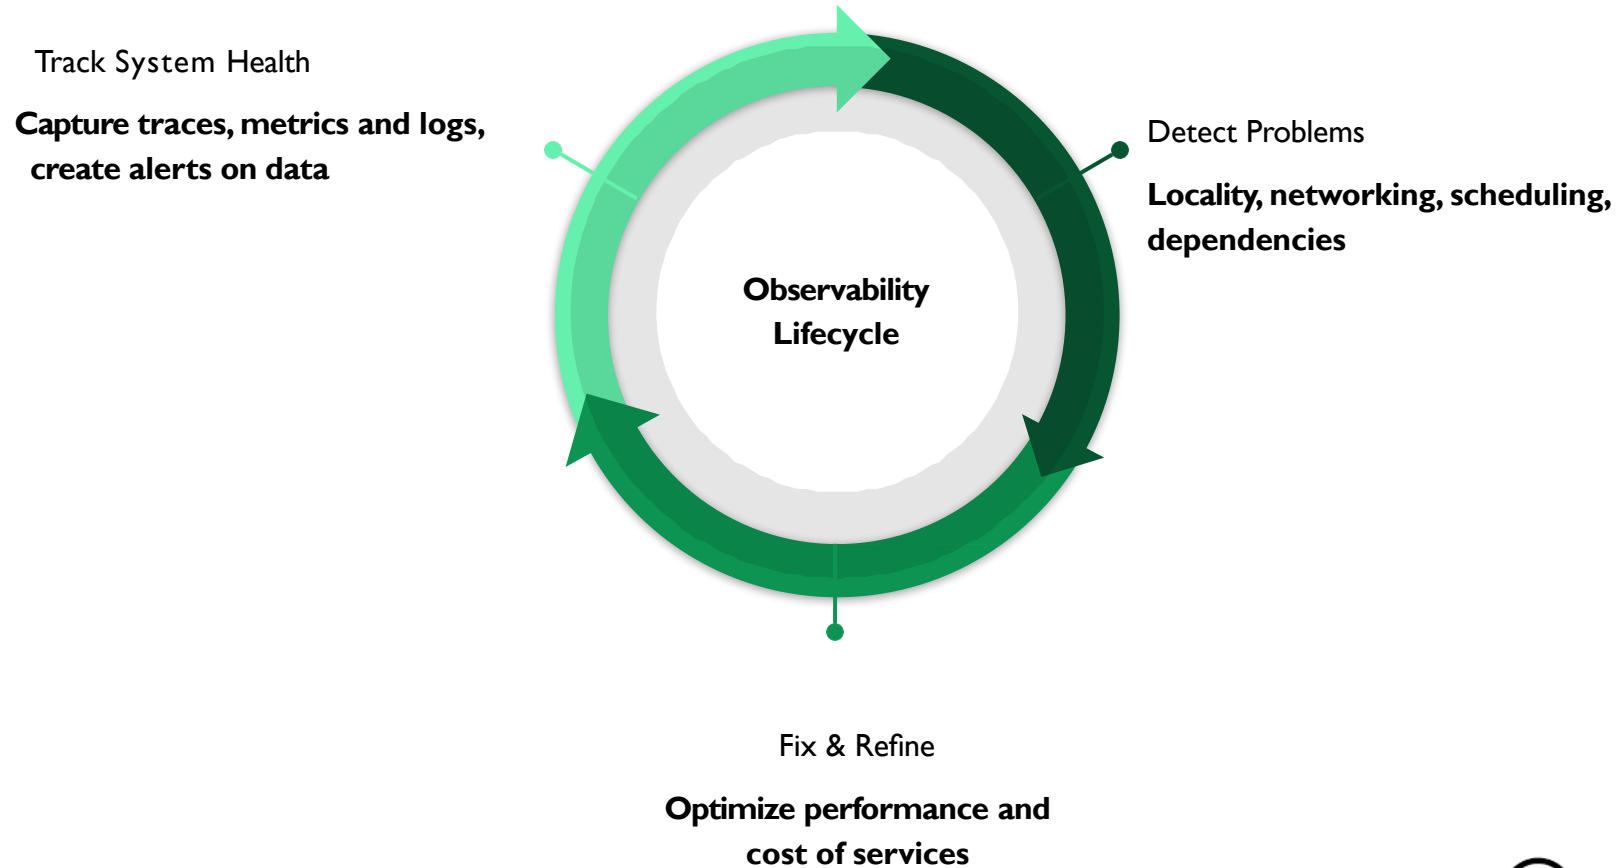 Track System Health
Capture traces, metrics and logs,
create alerts on data
Detect Problems
Locality, networking, scheduling,
dependencies
Observability
Lifecycle
Fix & Refine
Optimize performance and
cost of services